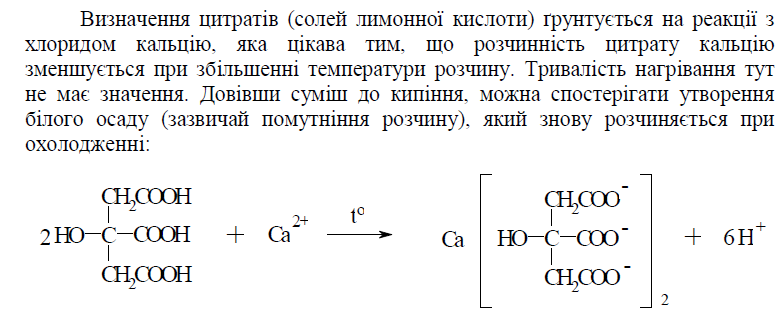 Визначення цитратів (солей лимонної кислоти) ґрунтується на реакції з
хлоридом кальцію, яка цікава тим, що розчинність цитрату кальцію
зменшується при збільшенні температури розчину. Тривалість нагрівання тут
не має значення. Довівши суміш до кипіння, можна спостерігати утворення
білого осаду (зазвичай помутніння розчину), який знову розчиняється при
охолодженні:
CH₂COOH CH₂COO⁻
2 HO–C–COOH + Ca²⁺ t° → Ca [ HO–C–COO⁻ ]₂ + 6H⁺
CH₂COOH CH₂COO⁻